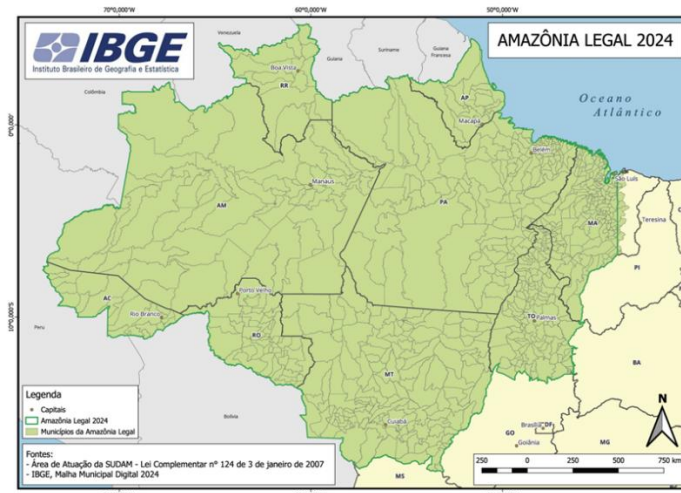 70°0,000'
60°0,000'
50°0,000'
IBGE
Instituto Brasileiro de Geografia e Estatística
AMAZÔNIA LEGAL 2024
Venezuela
Guiana
Suriname
Guiana
Francesa
Colômbia
Boa Vista
RR
AP
Macapá
Oceano
Atlântico
0°0,000'
Belém
São Luís
Manaus
AM
PA
MA
Teresina
PI
Porto Velho
AC
Rio Branco
RO
TO
Palmas
10°0,000'S
Peru
MT
BA
Bolívia
Cuiabá
GO
Brasília
DF
Goiânia
MG
MS
N
Legenda
Capitais
Amazônia Legal 2024
Municípios da Amazônia Legal
Fontes:
- Área de Atuação da SUDAM - Lei Complementar n° 124 de 3 de janeiro de 2007
- IBGE, Malha Municipal Digital 2024
250 0 250 500 750 km